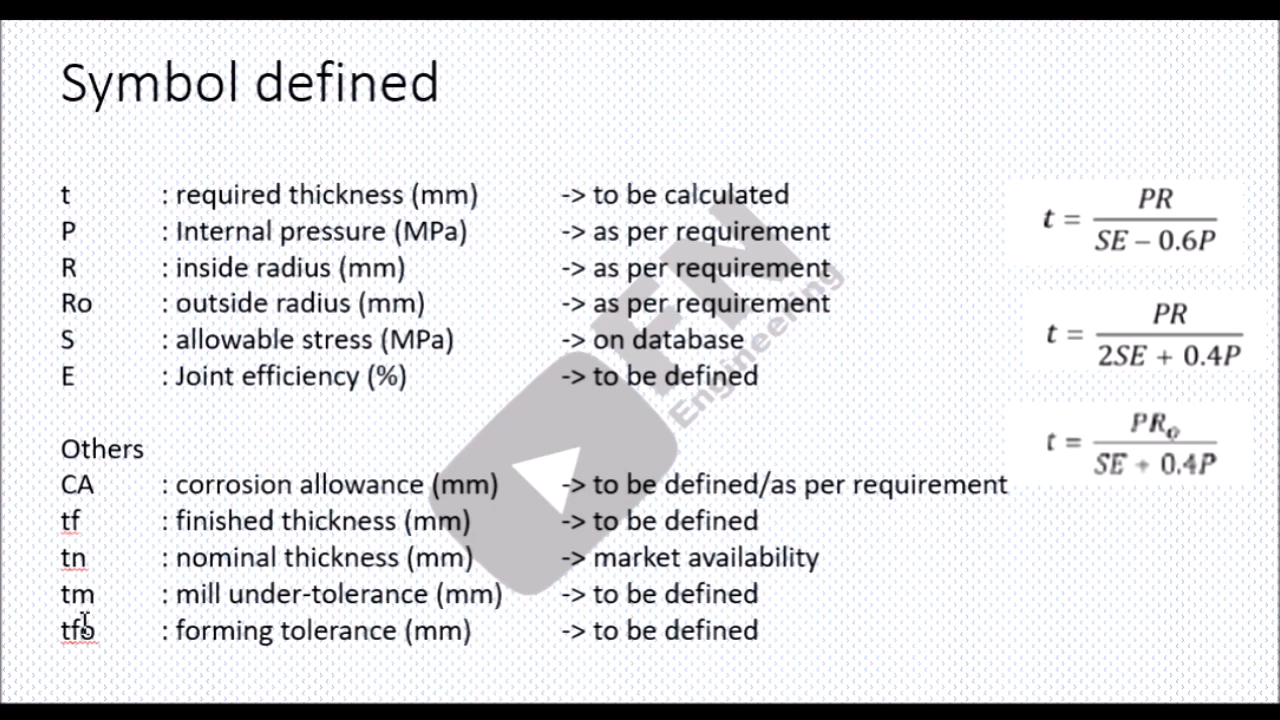 Symbol defined
t : required thickness (mm) -> to be calculated
P : Internal pressure (MPa) -> as per requirement
R : inside radius (mm) -> as per requirement
Ro : outside radius (mm) -> as per requirement
S : allowable stress (MPa) -> on database
E : Joint efficiency (%) -> to be defined
Others
CA : corrosion allowance (mm) -> to be defined/as per requirement
tf : finished thickness (mm) -> to be defined
tn : nominal thickness (mm) -> market availability
tm : mill under-tolerance (mm) -> to be defined
tfo : forming tolerance (mm) -> to be defined
t = PR / SE − 0.6P
t = PR / 2SE + 0.4P
t = PRo / SE + 0.4P
FN
Engineering